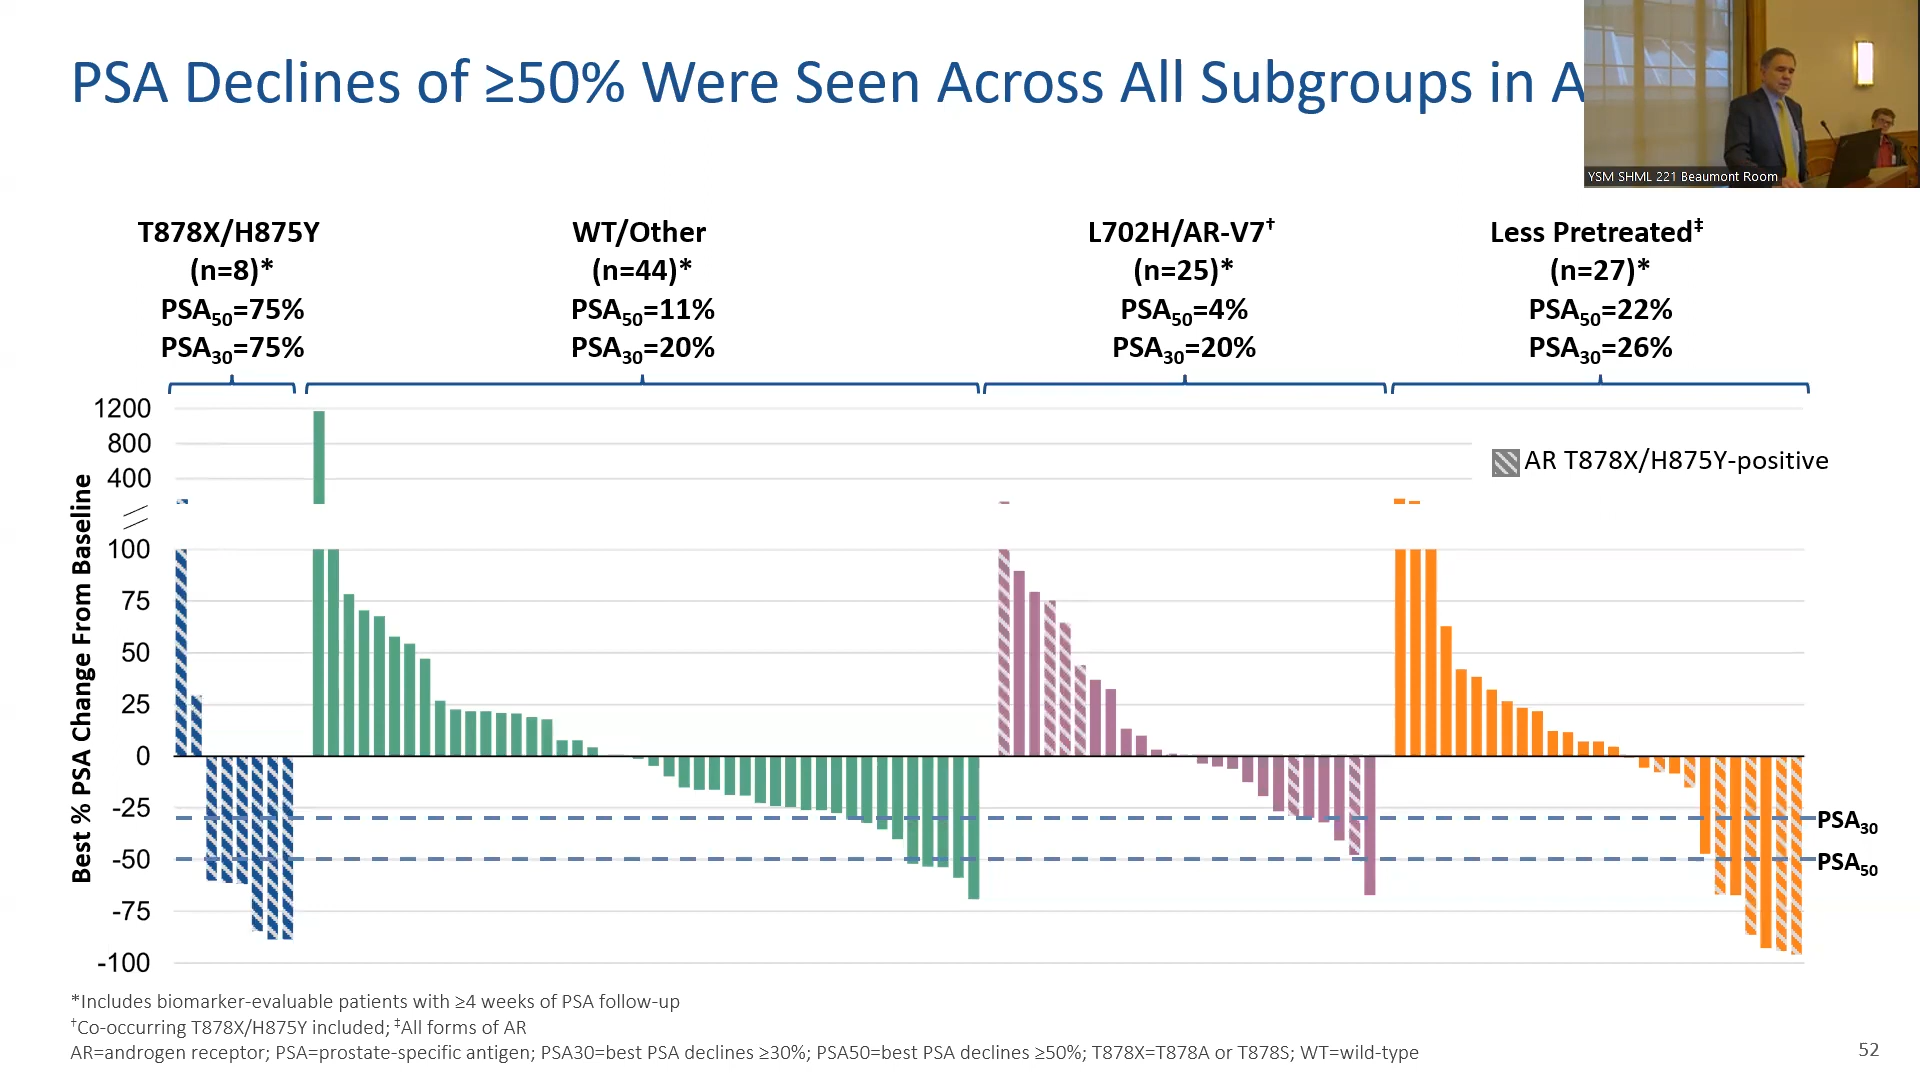 PSA Declines of ≥50% Were Seen Across All Subgroups in A
YSM SHML 221 Beaumont Room
T878X/H875Y
(n=8)*
PSA50=75%
PSA30=75%
WT/Other
(n=44)*
PSA50=11%
PSA30=20%
L702H/AR-V7†
(n=25)*
PSA50=4%
PSA30=20%
Less Pretreated‡
(n=27)*
PSA50=22%
PSA30=26%
Best % PSA Change From Baseline
1200
800
400
100
75
50
25
0
-25
-50
-75
-100
AR T878X/H875Y-positive
PSA30
PSA50
*Includes biomarker-evaluable patients with ≥4 weeks of PSA follow-up
†Co-occurring T878X/H875Y included; ‡All forms of AR
AR=androgen receptor; PSA=prostate-specific antigen; PSA30=best PSA declines ≥30%; PSA50=best PSA declines ≥50%; T878X=T878A or T878S; WT=wild-type
52